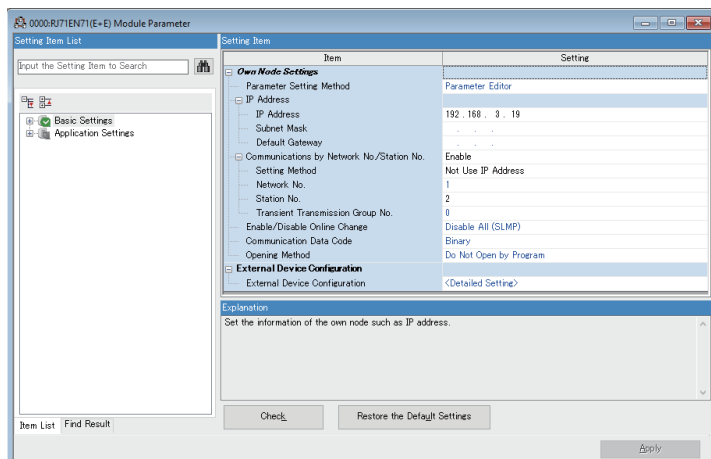 0000:RJ71EN71(E+E) Module Parameter
Setting Item List
Input the Setting Item to Search
Basic Settings
Application Settings
Item List Find Result
Setting Item
Item Setting
Own Node Settings
Parameter Setting Method Parameter Editor
IP Address
IP Address 192 . 168 . 3 . 19
Subnet Mask . . .
Default Gateway . . .
Communications by Network No./Station No. Enable
Setting Method Not Use IP Address
Network No. 1
Station No. 2
Transient Transmission Group No. 0
Enable/Disable Online Change Disable All (SLMP)
Communication Data Code Binary
Opening Method Do Not Open by Program
External Device Configuration
External Device Configuration <Detailed Setting>
Explanation
Set the information of the own node such as IP address.
Check Restore the Default Settings
Apply